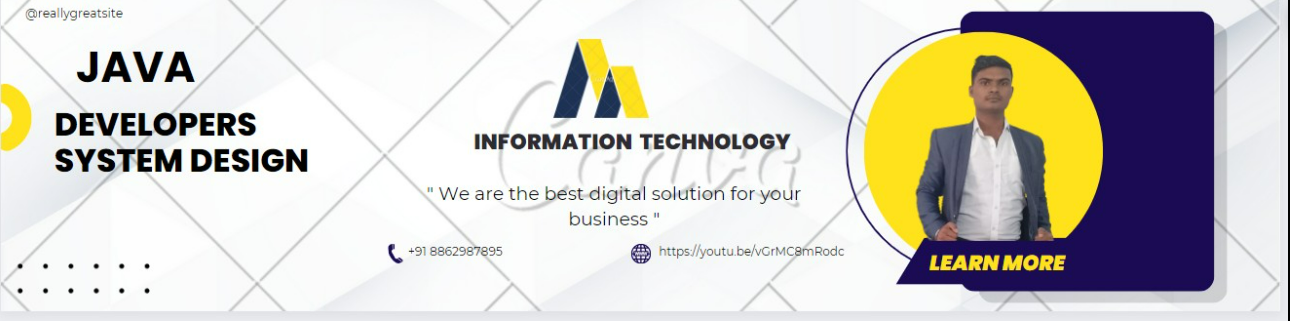 @reallygreatsite
JAVA
DEVELOPERS
SYSTEM DESIGN
INFORMATION TECHNOLOGY
" We are the best digital solution for your
business "
+91 8862987895
https://youtu.be/vGrMC8mRodc
LEARN MORE
Canva